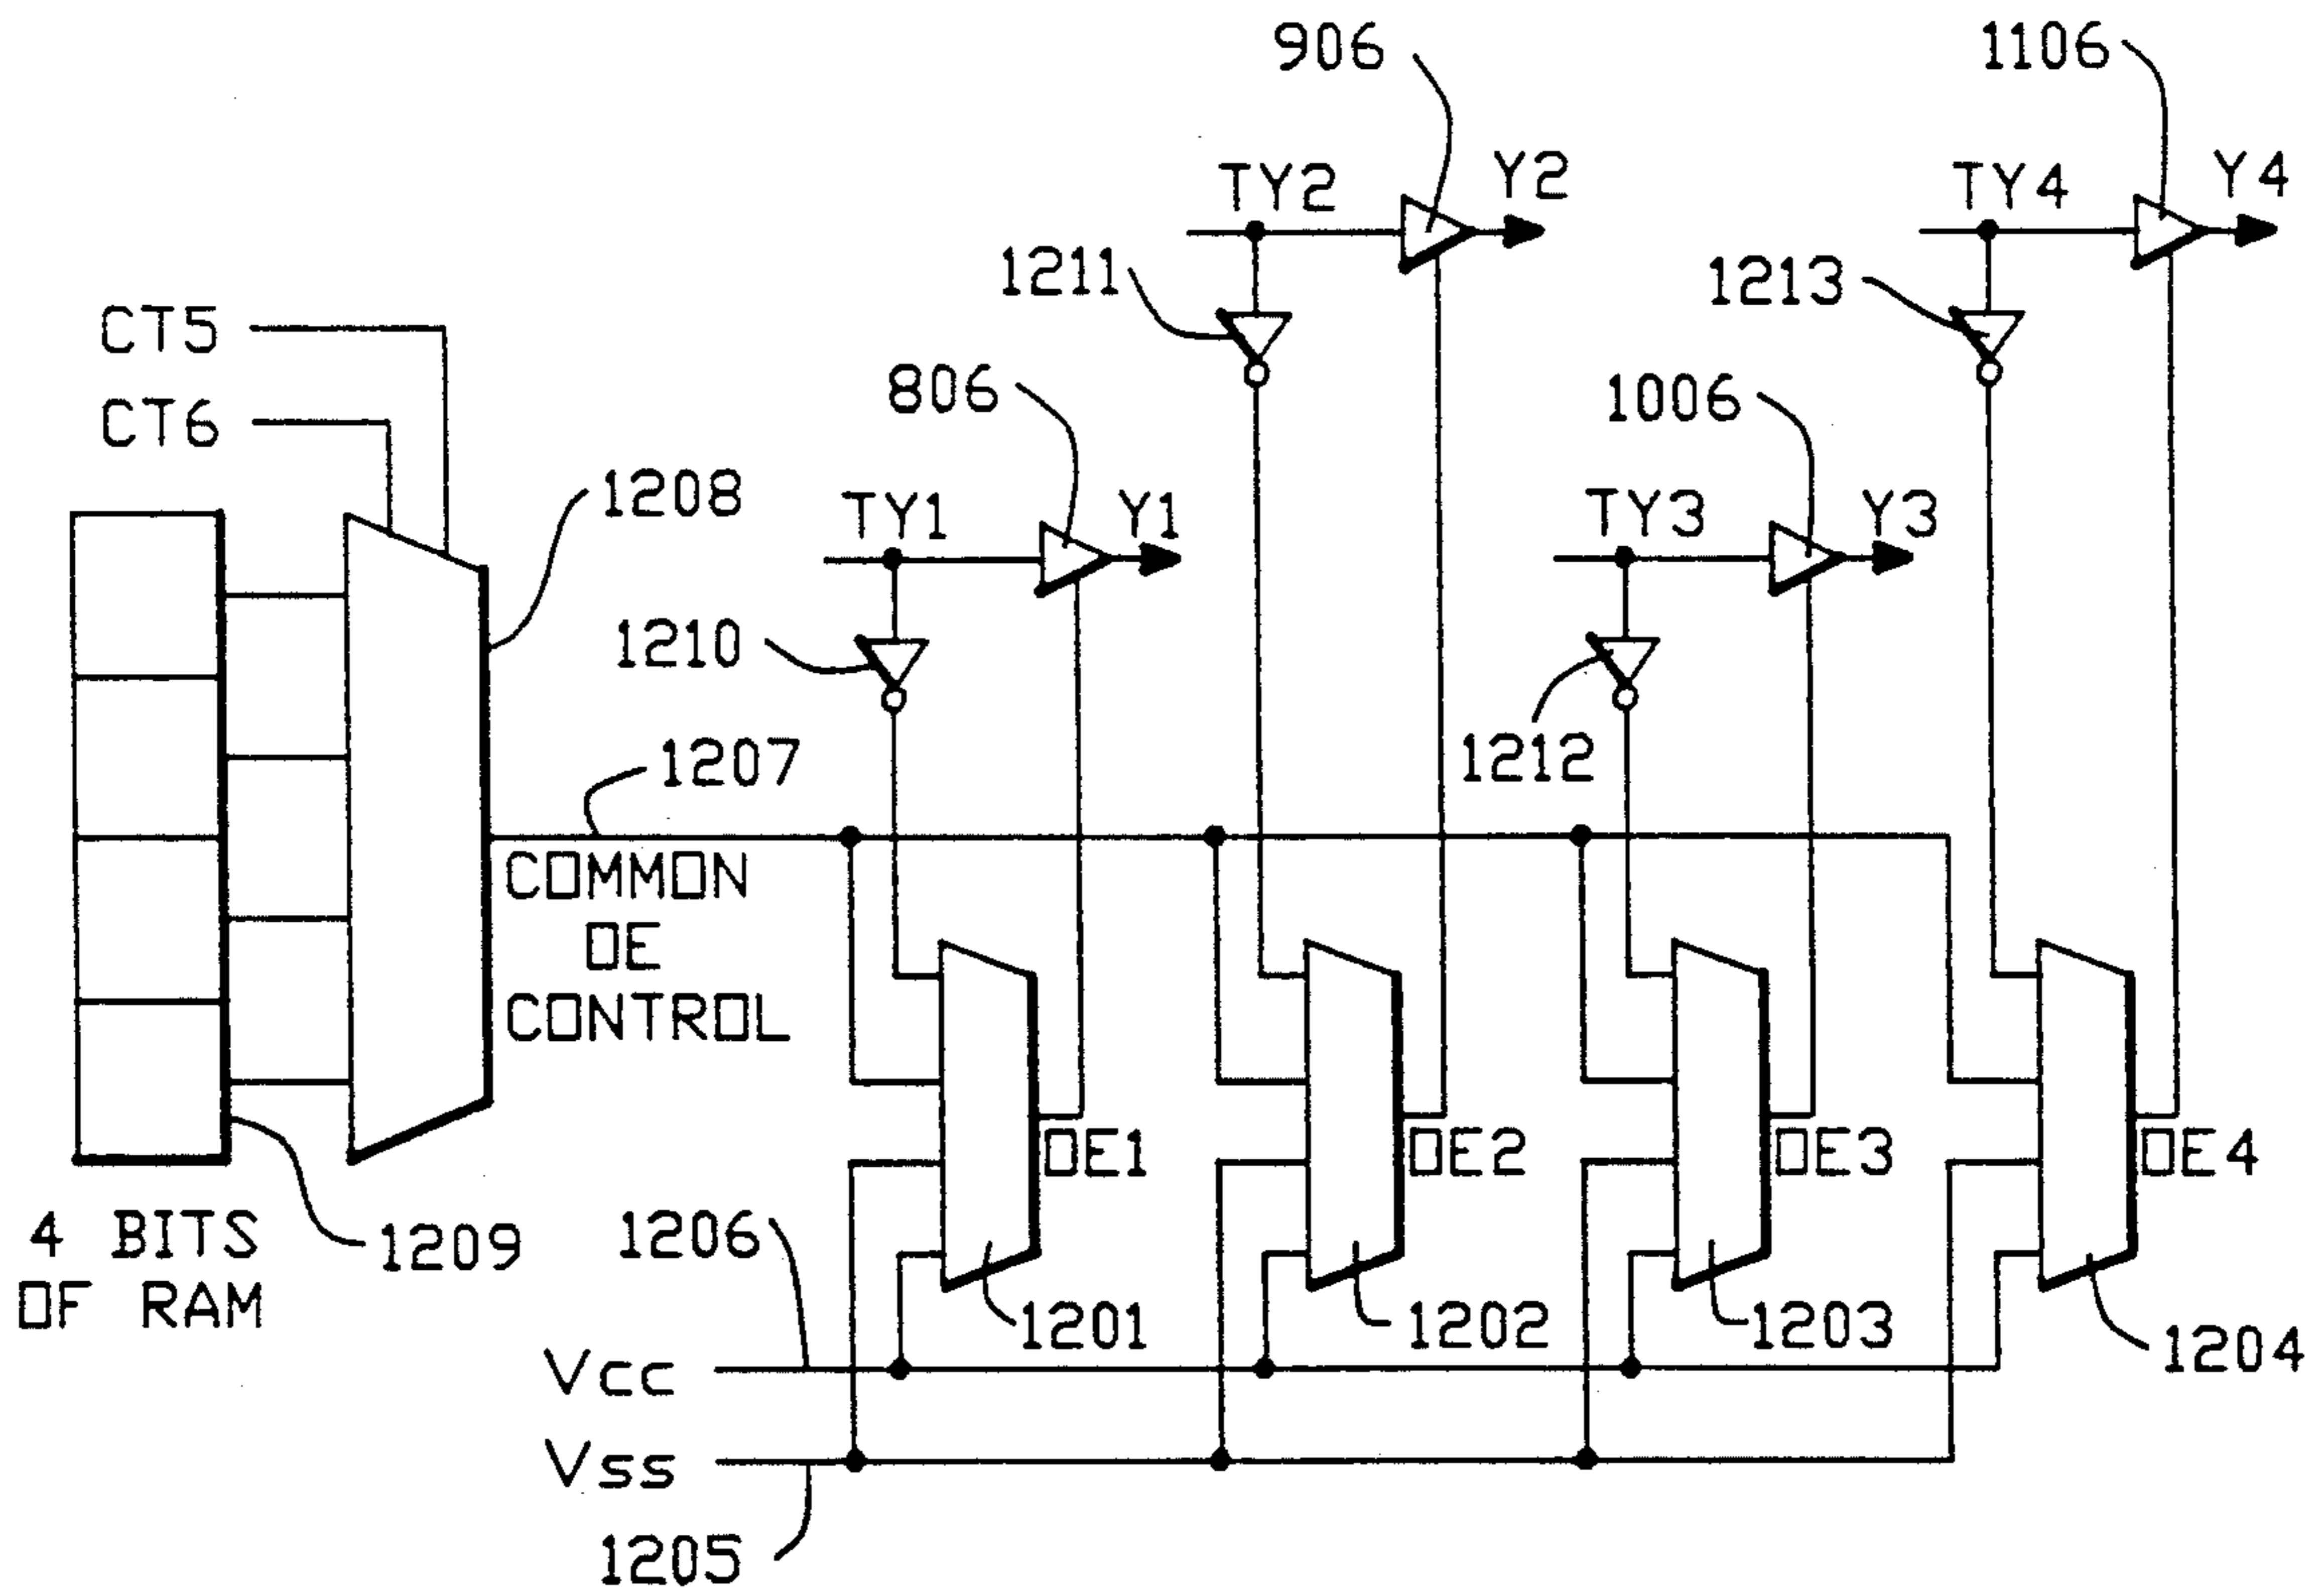 906
1106
TY2
Y2
TY4
Y4
1211
1213
CT5
806
1006
CT6
1208
TY1
Y1
TY3
Y3
1210
1212
1207
COMMON
OE
CONTROL
OE1
OE2
OE3
OE4
4 BITS
OF RAM
1209
1206
1201
1202
1203
1204
Vcc
Vss
1205